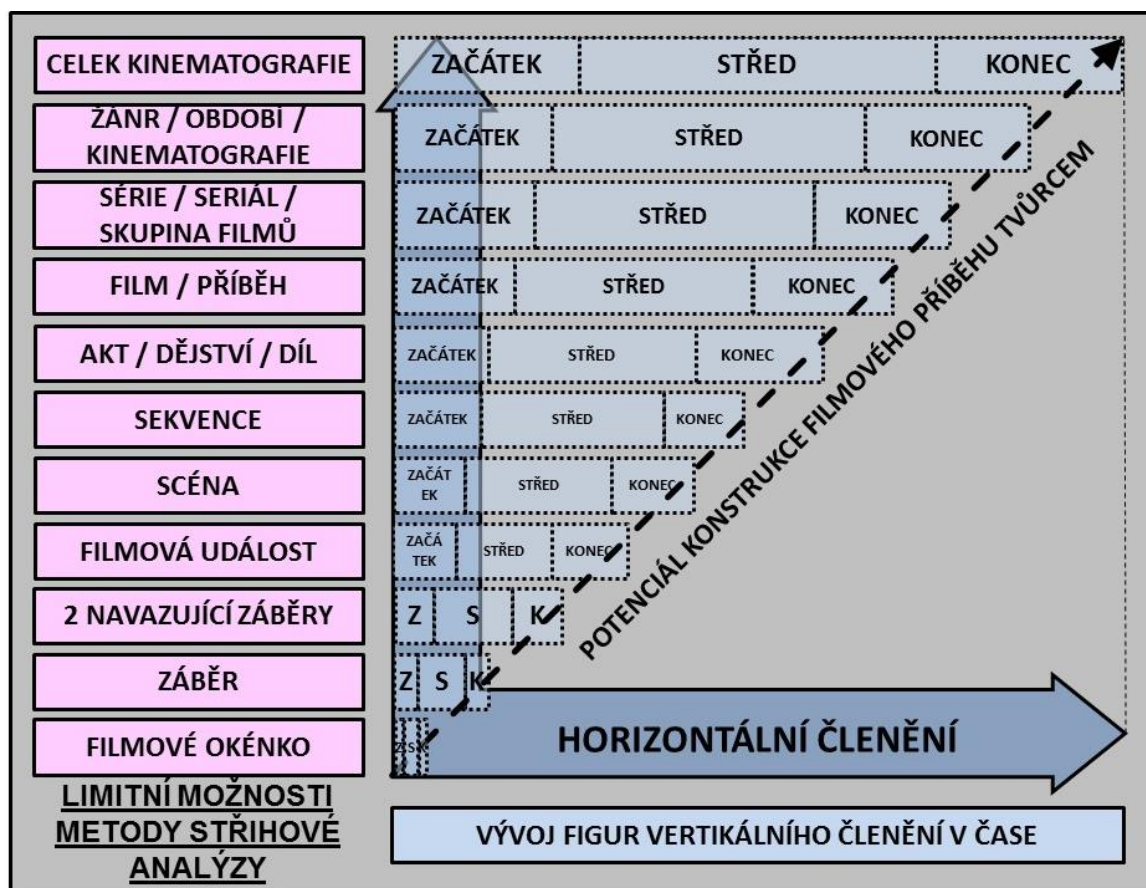 CELEK KINEMATOGRAFIE
ZAČÁTEK STŘED KONEC
ŽÁNR / OBDOBÍ /
KINEMATOGRAFIE
ZAČÁTEK STŘED KONEC
SÉRIE / SERIÁL /
SKUPINA FILMŮ
ZAČÁTEK STŘED KONEC
FILM / PŘÍBĚH
ZAČÁTEK STŘED KONEC
AKT / DĚJSTVÍ / DÍL
ZAČÁTEK STŘED KONEC
SEKVENCE
ZAČÁTEK STŘED KONEC
SCÉNA
ZAČÁT
EK
STŘED KONEC
FILMOVÁ UDÁLOST
ZAČÁ
TEK
STŘED KONEC
2 NAVAZUJÍCÍ ZÁBĚRY
Z S K
ZÁBĚR
Z S K
FILMOVÉ OKÉNKO
Z S K
POTENCIÁL KONSTRUKCE FILMOVÉHO PŘÍBĚHU TVŮRCEM
HORIZONTÁLNÍ ČLENĚNÍ
LIMITNÍ MOŽNOSTI
METODY STŘIHOVÉ
ANALÝZY
VÝVOJ FIGUR VERTIKÁLNÍHO ČLENĚNÍ V ČASE